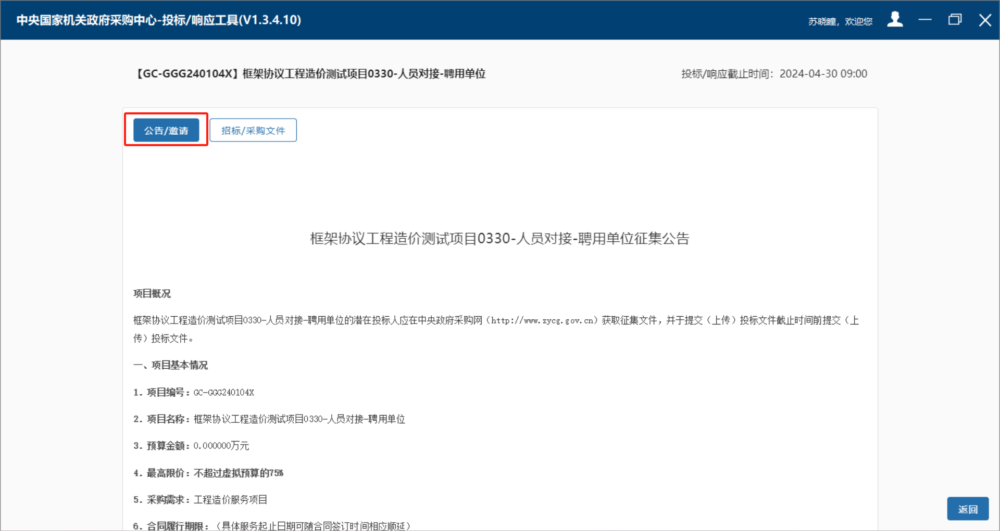 中央国家机关政府采购中心-投标/响应工具(V1.3.4.10)
苏晓瞳，欢迎您
【GC-GGG240104X】框架协议工程造价测试项目0330-人员对接-聘用单位
投标/响应截止时间：2024-04-30 09:00
公告/邀请
招标/采购文件
框架协议工程造价测试项目0330-人员对接-聘用单位征集公告
项目概况
框架协议工程造价测试项目0330-人员对接-聘用单位的潜在投标人应在中央政府采购网（http://www.zycg.gov.cn）获取征集文件，并于提交（上传）投标文件截止时间前提交（上
传）投标文件。
一、项目基本情况
1. 项目编号：GC-GGG240104X
2. 项目名称：框架协议工程造价测试项目0330-人员对接-聘用单位
3. 预算金额：0.000000万元
4. 最高限价：不超过虚拟预算的75%
5. 采购需求：工程造价服务项目
6. 合同履行期限：（具体服务起止日期可随合同签订时间相应顺延）
返回